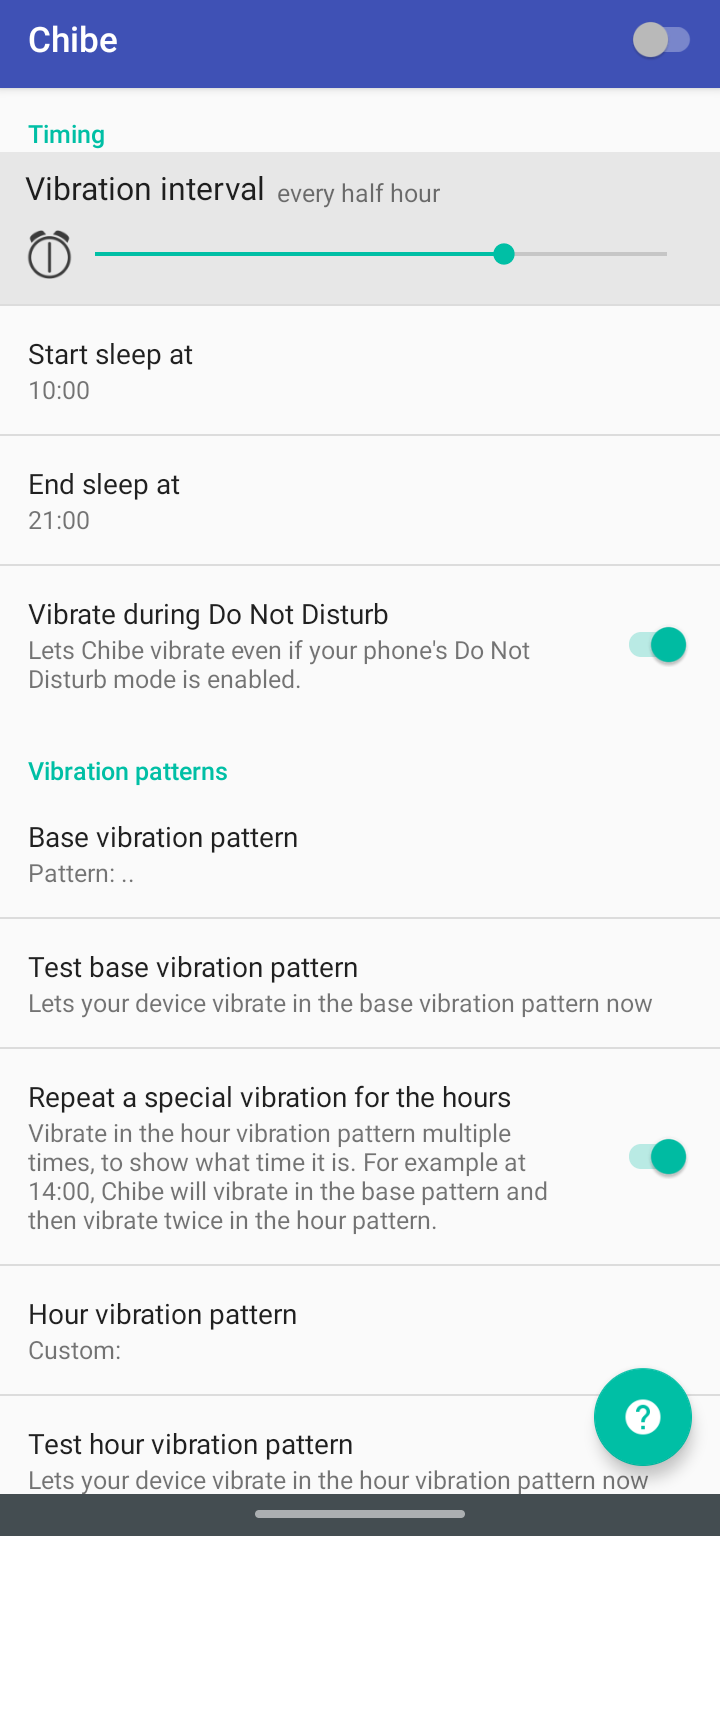 Chibe
Timing
Vibration interval every half hour
Start sleep at
10:00
End sleep at
21:00
Vibrate during Do Not Disturb
Lets Chibe vibrate even if your phone's Do Not
Disturb mode is enabled.
Vibration patterns
Base vibration pattern
Pattern: ..
Test base vibration pattern
Lets your device vibrate in the base vibration pattern now
Repeat a special vibration for the hours
Vibrate in the hour vibration pattern multiple
times, to show what time it is. For example at
14:00, Chibe will vibrate in the base pattern and
then vibrate twice in the hour pattern.
Hour vibration pattern
Custom:
Test hour vibration pattern
Lets your device vibrate in the hour vibration pattern now